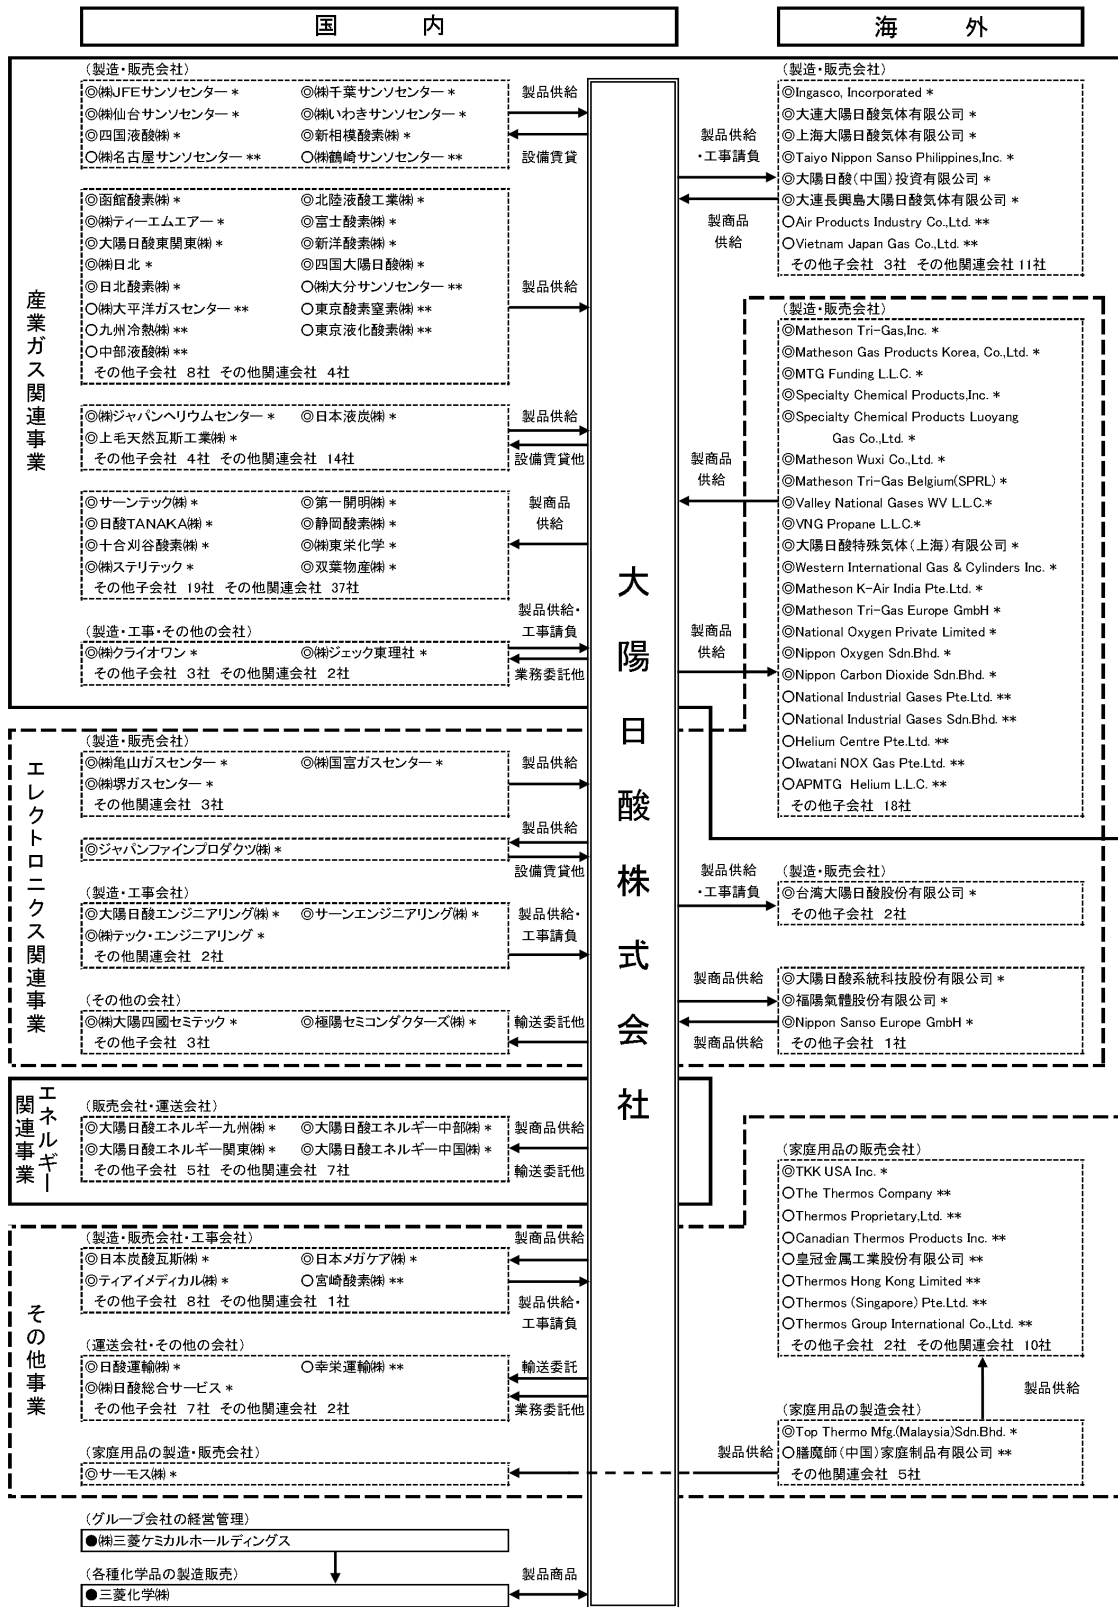 国　内
海　外
産業ガス関連事業
(製造・販売会社)
◎㈱JFEサンソセンター *　◎㈱千葉サンソセンター *
◎㈱仙台サンソセンター *　◎㈱いわきサンソセンター *
◎四国液酸㈱ *　◎新相模酸素㈱ *
○㈱名古屋サンソセンター **　○㈱鶴崎サンソセンター **
製品供給
設備賃貸
◎函館酸素㈱ *　◎北陸液酸工業㈱ *
◎㈱ティーエムエアー *　◎富士酸素㈱ *
◎大陽日酸東関東㈱ *　◎新洋酸素㈱ *
◎㈱日北 *　◎四国大陽日酸㈱ *
◎日北酸素㈱ *　○㈱大分サンソセンター **
○㈱大平洋ガスセンター **　○東京酸素窒素㈱ **
○九州冷熱㈱ **　○東京液化酸素㈱ **
○中部液酸㈱ **
その他子会社 8社 その他関連会社 4社
製品供給
◎㈱ジャパンヘリウムセンター *　◎日本液炭㈱ *
◎上毛天然瓦斯工業㈱ *
その他子会社 4社 その他関連会社 14社
製品供給
設備賃貸他
◎サーンテック㈱ *　◎第一開明㈱ *
◎日酸TANAKA㈱ *　◎静岡酸素㈱ *
◎十合刈谷酸素㈱ *　◎㈱東栄化学 *
◎㈱ステリテック *　◎双葉物産㈱ *
その他子会社 19社 その他関連会社 37社
製商品
供給
(製造・工事・その他の会社)
◎㈱クライオワン *　◎㈱ジェック東理社 *
その他子会社 3社 その他関連会社 2社
製品供給・
工事請負
業務委託他
エレクトロニクス関連事業
(製造・販売会社)
◎㈱亀山ガスセンター *　◎㈱国富ガスセンター *
◎㈱堺ガスセンター *
その他関連会社 3社
製品供給
◎ジャパンファインプロダクツ㈱ *
製品供給
設備賃貸他
(製造・工事会社)
◎大陽日酸エンジニアリング㈱ *　◎サーンエンジニアリング㈱ *
◎㈱テック・エンジニアリング *
その他関連会社 2社
製品供給・
工事請負
(その他の会社)
◎㈱大陽四國セミテック *　◎極陽セミコンダクターズ㈱ *
その他子会社 3社
輸送委託他
エネルギー
関連事業
(販売会社・運送会社)
◎大陽日酸エネルギー九州㈱ *　◎大陽日酸エネルギー中部㈱ *
◎大陽日酸エネルギー関東㈱ *　◎大陽日酸エネルギー中国㈱ *
その他子会社 5社 その他関連会社 7社
製商品供給
輸送委託他
その他事業
(製造・販売会社・工事会社)
◎日本炭酸瓦斯㈱ *　◎日本メガケア㈱ *
◎ティアイメディカル㈱ *　○宮崎酸素㈱ **
その他子会社 8社 その他関連会社 1社
製商品供給
製品供給・
工事請負
(運送会社・その他の会社)
◎日酸運輸㈱ *　○幸栄運輸㈱ **
◎㈱日酸総合サービス *
その他子会社 7社 その他関連会社 2社
輸送委託
業務委託他
(家庭用品の製造・販売会社)
◎サーモス㈱ *
(グループ会社の経営管理)
●㈱三菱ケミカルホールディングス
(各種化学品の製造販売)
●三菱化学㈱
製品商品
大陽日酸株式会社
(製造・販売会社)
◎Ingasco, Incorporated *
◎大連大陽日酸気体有限公司 *
◎上海大陽日酸気体有限公司 *
◎Taiyo Nippon Sanso Philippines,Inc. *
◎大陽日酸(中国)投資有限公司 *
◎大連長興島大陽日酸気体有限公司 *
○Air Products Industry Co.,Ltd. **
○Vietnam Japan Gas Co.,Ltd. **
その他子会社 3社 その他関連会社 11社
製品供給
・工事請負
製商品
供給
(製造・販売会社)
◎Matheson Tri-Gas,Inc. *
◎Matheson Gas Products Korea, Co.,Ltd. *
◎MTG Funding L.L.C. *
◎Specialty Chemical Products,Inc. *
◎Specialty Chemical Products Luoyang
Gas Co.,Ltd. *
◎Matheson Wuxi Co.,Ltd. *
◎Matheson Tri-Gas Belgium(SPRL) *
◎Valley National Gases WV L.L.C.*
◎VNG Propane L.L.C.*
◎大陽日酸特殊気体(上海)有限公司 *
◎Western International Gas & Cylinders Inc. *
◎Matheson K-Air India Pte.Ltd. *
◎Matheson Tri-Gas Europe GmbH *
◎National Oxygen Private Limited *
◎Nippon Oxygen Sdn.Bhd. *
◎Nippon Carbon Dioxide Sdn.Bhd. *
○National Industrial Gases Pte.Ltd. **
○National Industrial Gases Sdn.Bhd. **
○Helium Centre Pte.Ltd. **
○Iwatani NOX Gas Pte.Ltd. **
○APMTG Helium L.L.C. **
その他子会社 18社
製商品
供給
製商品
供給
(製造・販売会社)
◎台湾大陽日酸股份有限公司 *
その他子会社 2社
製品供給
・工事請負
◎大陽日酸系統科技股份有限公司 *
◎福陽氣體股份有限公司 *
◎Nippon Sanso Europe GmbH *
その他子会社 1社
製商品供給
製商品供給
(家庭用品の販売会社)
◎TKK USA Inc. *
○The Thermos Company **
○Thermos Proprietary,Ltd. **
○Canadian Thermos Products Inc. **
○皇冠金属工業股份有限公司 **
○Thermos Hong Kong Limited **
○Thermos (Singapore) Pte.Ltd. **
○Thermos Group International Co.,Ltd. **
その他子会社 2社 その他関連会社 10社
製品供給
(家庭用品の製造会社)
◎Top Thermo Mfg.(Malaysia)Sdn.Bhd. *
○膳魔師(中国)家庭制品有限公司 **
その他関連会社 5社
製品供給